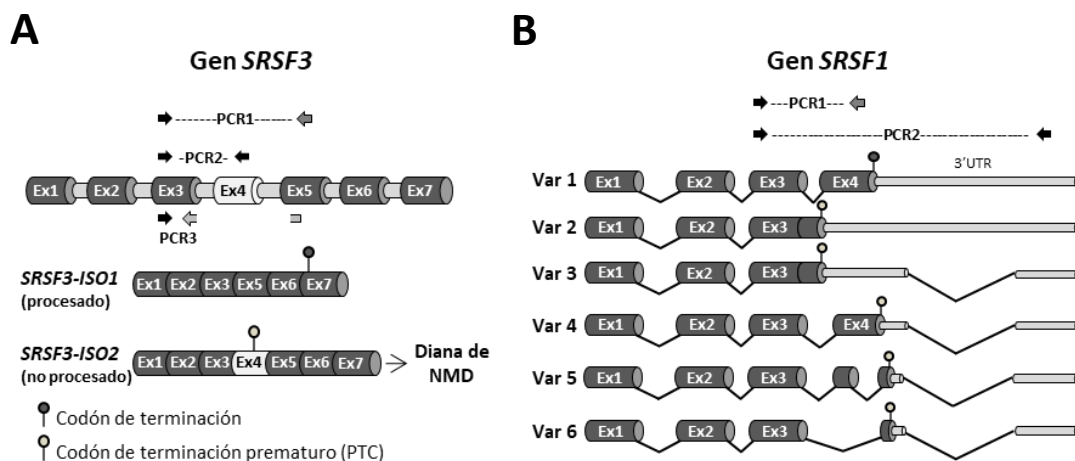 A
Gen SRSF3
PCR1
-PCR2-
Ex1 Ex2 Ex3 Ex4 Ex5 Ex6 Ex7
PCR3
SRSF3-ISO1
(procesado)
Ex1 Ex2 Ex3 Ex5 Ex6 Ex7
SRSF3-ISO2
(no procesado)
Ex1 Ex2 Ex3 Ex4 Ex5 Ex6 Ex7
Diana de
NMD
Codón de terminación
Codón de terminación prematuro (PTC)
B
Gen SRSF1
---PCR1---
PCR2
3'UTR
Var 1 Ex1 Ex2 Ex3 Ex4
Var 2 Ex1 Ex2 Ex3
Var 3 Ex1 Ex2 Ex3
Var 4 Ex1 Ex2 Ex3 Ex4
Var 5 Ex1 Ex2 Ex3
Var 6 Ex1 Ex2 Ex3